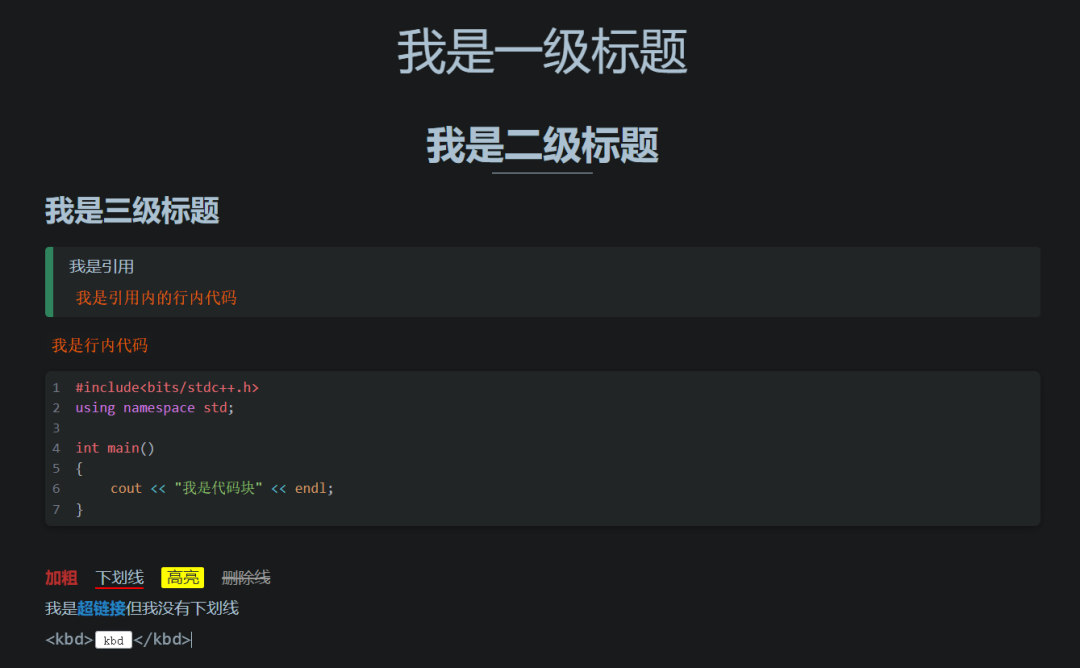 我是一级标题
我是二级标题
我是三级标题
我是引用
我是引用内的行内代码
我是行内代码
1 #include<bits/stdc++.h>
2 using namespace std;
3
4 int main()
5 {
6     cout << "我是代码块" << endl;
7 }
加粗 下划线 高亮 删除线
我是超链接但我没有下划线
<kbd>kbd</kbd>